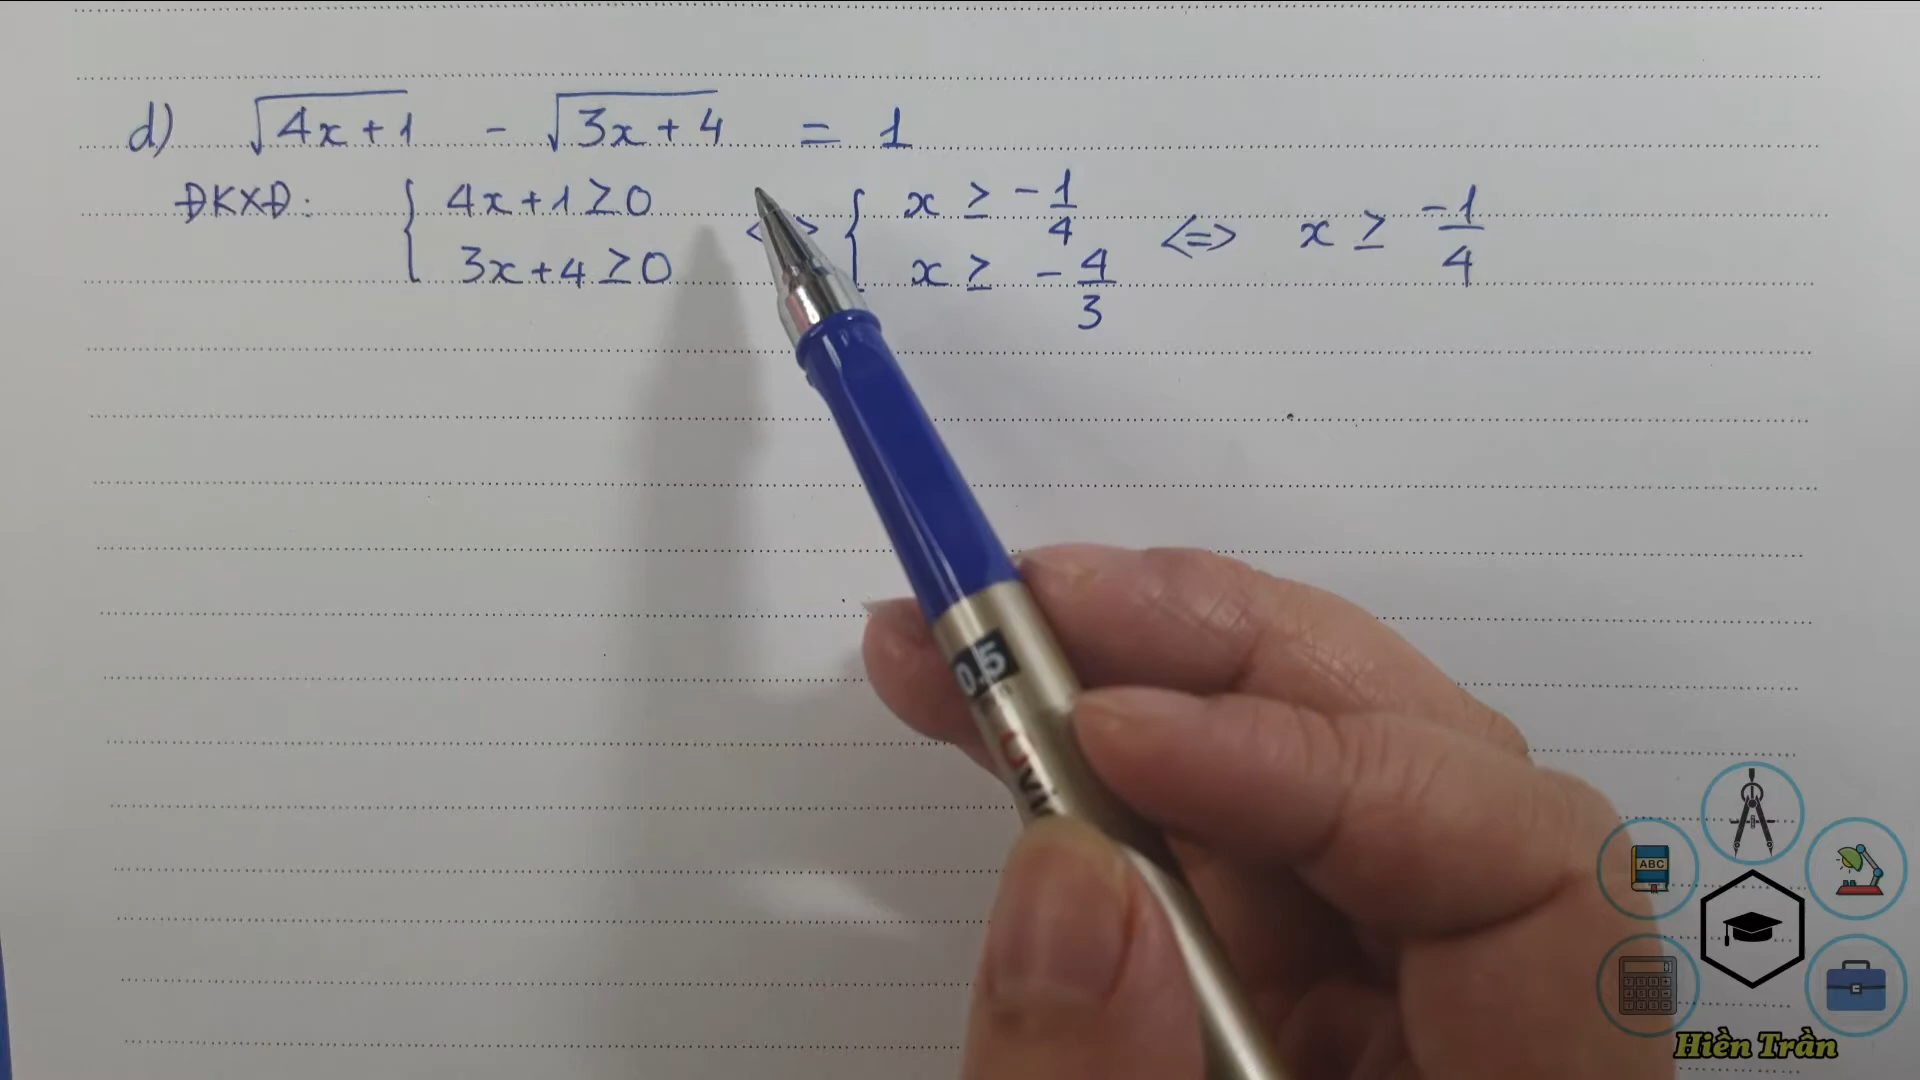 d) √(4x+1) - √(3x+4) = 1
ĐKXĐ: { 4x+1 ≥ 0 <=> { x ≥ -1/4 <=> x ≥ -1/4
3x+4 ≥ 0 x ≥ -4/3
0.5
ABC
Hiền Trần